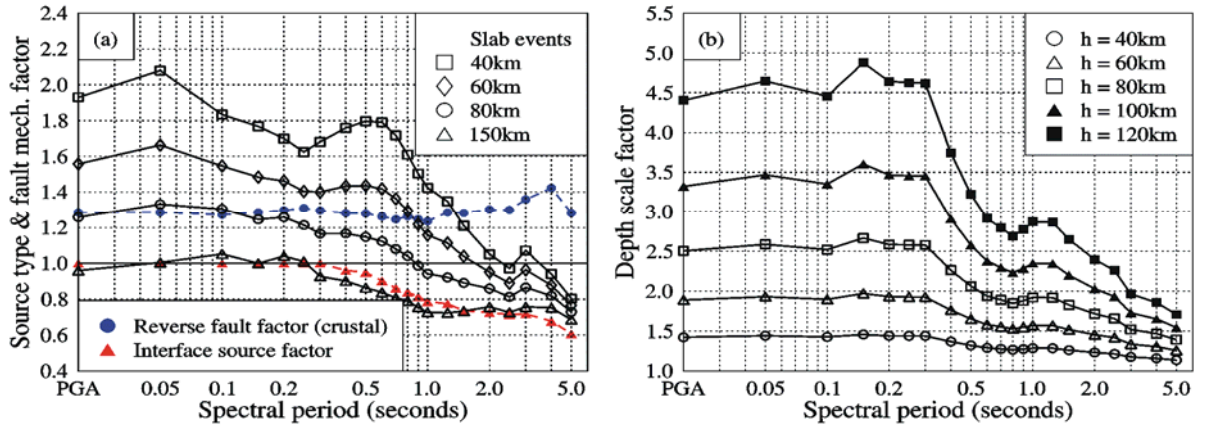 (a)
Source type & fault mech. factor
2.4
2.2
2.0
1.8
1.6
1.4
1.2
1.0
0.8
0.6
0.4
Slab events
40km
60km
80km
150km
Reverse fault factor (crustal)
Interface source factor
PGA 0.05 0.1 0.2 0.5 1.0 2.0 5.0
Spectral period (seconds)
(b)
Depth scale factor
5.5
5.0
4.5
4.0
3.5
3.0
2.5
2.0
1.5
1.0
h = 40km
h = 60km
h = 80km
h = 100km
h = 120km
PGA 0.05 0.1 0.2 0.5 1.0 2.0 5.0
Spectral period (seconds)